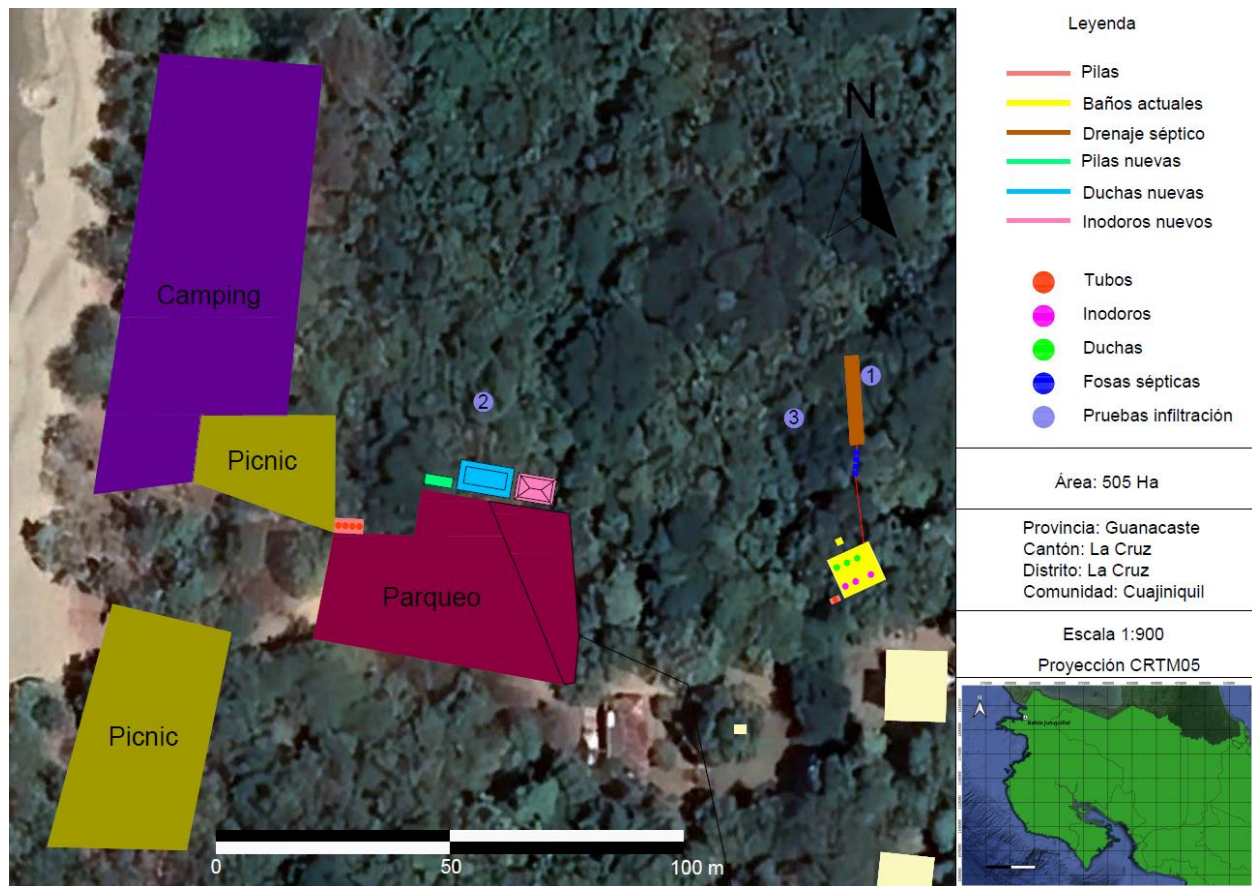 N
Camping
Picnic
Parqueo
Picnic
1
2
3
0
50
100 m
Leyenda
Pilas
Baños actuales
Drenaje séptico
Pilas nuevas
Duchas nuevas
Inodoros nuevos
Tubos
Inodoros
Duchas
Fosas sépticas
Pruebas infiltración
Área: 505 Ha
Provincia: Guanacaste
Cantón: La Cruz
Distrito: La Cruz
Comunidad: Cuajiniquil
Escala 1:900
Proyección CRTM05
N